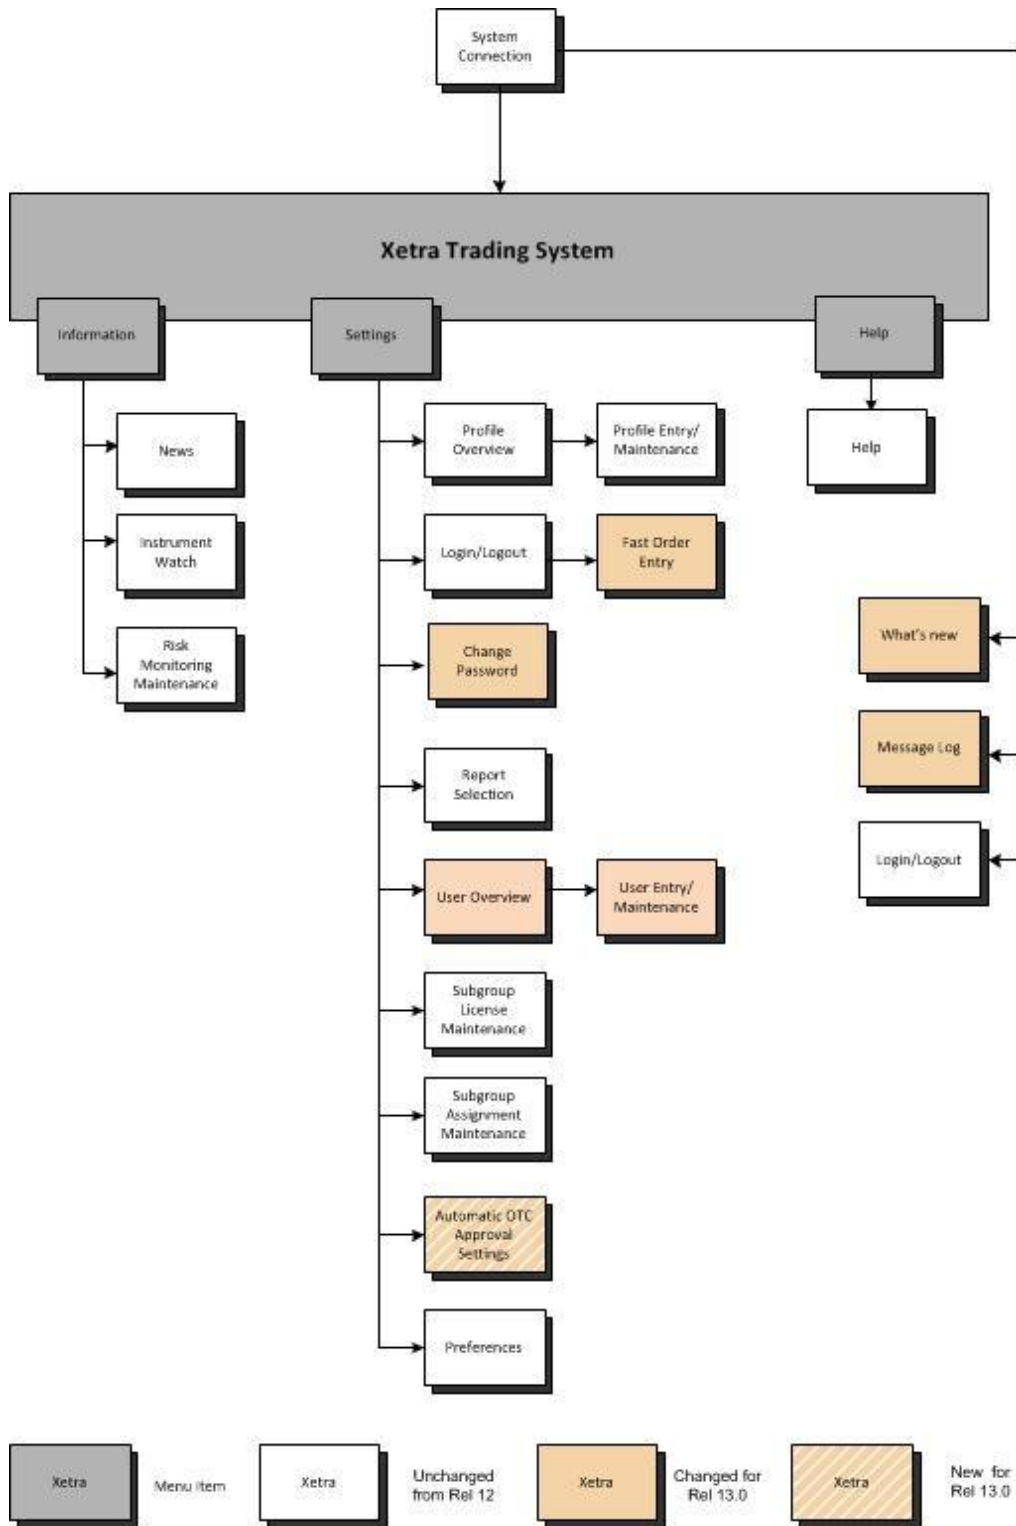 System
Connection
Xetra Trading System
Information
Settings
Help
News
Instrument
Watch
Risk
Monitoring
Maintenance
Profile
Overview
Profile Entry/
Maintenance
Login/Logout
Fast Order
Entry
Change
Password
Report
Selection
User Overview
User Entry/
Maintenance
Subgroup
License
Maintenance
Subgroup
Assignment
Maintenance
Automatic OTC
Approval
Settings
Preferences
Help
What's new
Message Log
Login/Logout
Xetra
Menu Item
Xetra
Unchanged
from Rel 12
Xetra
Changed for
Rel 13.0
Xetra
New for
Rel 13.0